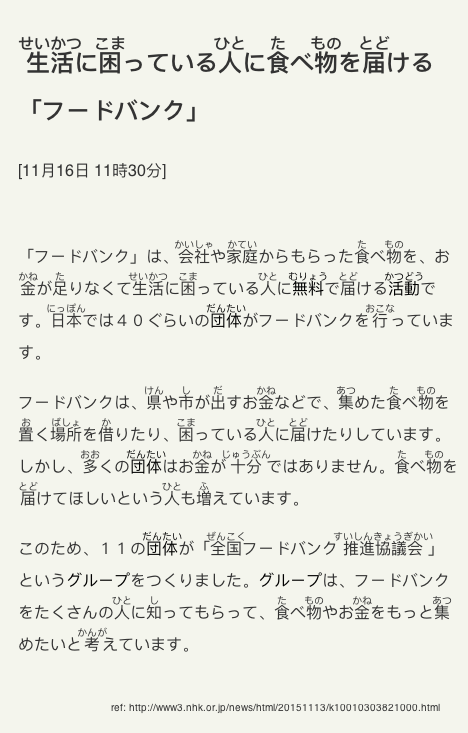 生活に困っている人に食べ物を届ける
「フードバンク」
[11月16日 11時30分]
「フードバンク」は、会社や家庭からもらった食べ物を、お
金が足りなくて生活に困っている人に無料で届ける活動で
す。日本では４０ぐらいの団体がフードバンクを行っていま
す。
フードバンクは、県や市が出すお金などで、集めた食べ物を
置く場所を借りたり、困っている人に届けたりしています。
しかし、多くの団体はお金が十分ではありません。食べ物を
届けてほしいという人も増えています。
このため、１１の団体が「全国フードバンク推進協議会」
というグループをつくりました。グループは、フードバンク
をたくさんの人に知ってもらって、食べ物やお金をもっと集
めたいと考えています。
ref: http://www3.nhk.or.jp/news/html/20151113/k10010303821000.html